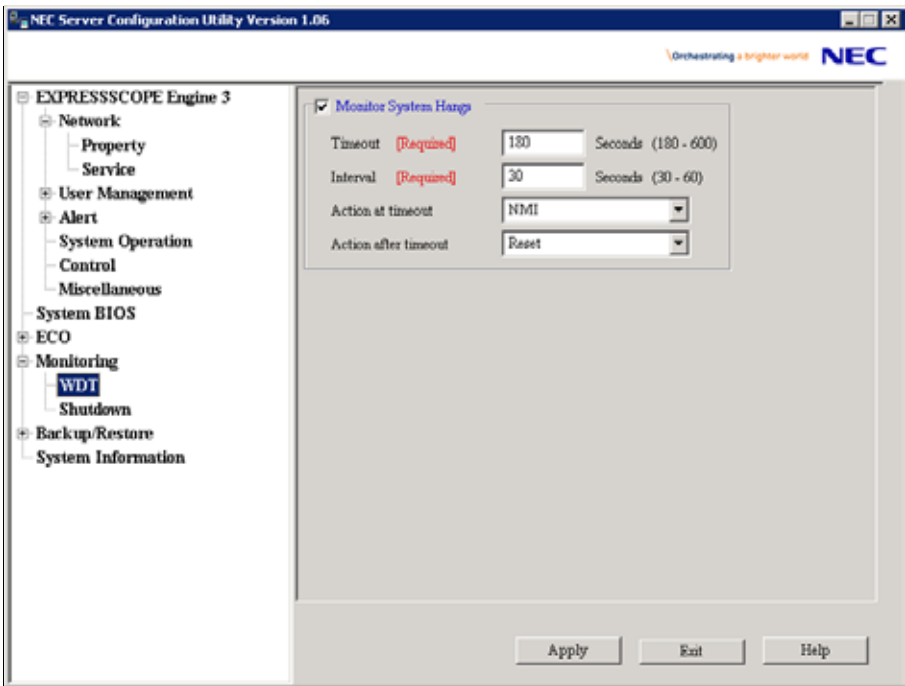 NEC Server Configuration Utility Version 1.06
\Orchestrating a brighter world NEC
EXPRESSSCOPE Engine 3
Network
Property
Service
User Management
Alert
System Operation
Control
Miscellaneous
System BIOS
ECO
Monitoring
WDT
Shutdown
Backup/Restore
System Information
Monitor System Hangs
Timeout [Required] 180 Seconds (180 - 600)
Interval [Required] 30 Seconds (30 - 60)
Action at timeout NMI
Action after timeout Reset
Apply Exit Help